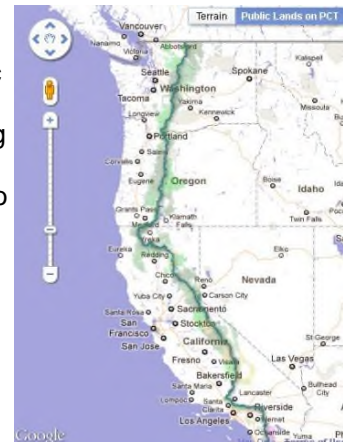 Terrain
Public Lands on PCT
Vancouver
Nanaimo
Abbotsford
Victoria
Kalispell
Seattle
Spokane
Washington
Tacoma
Yakima
Missoula
Longview
Kennewick
Portland
Salem
Corvallis
Eugene
Oregon
Boise
Idaho
Grants Pass
Medford
Klamath
Falls
Twin Falls
Yreka
Eureka
Redding
Elko
Chico
Reno
Nevada
Yuba City
Carson City
Santa Rosa
Sacramento
San
Francisco
Stockton
San Jose
California
St George
Fresno
Visalia
Las Vegas
Bakersfield
Santa Maria
Bullhead
City
Lompoc
Lancaster
Santa
Clarita
Riverside
Los Angeles
Hemet
Oceanside
Yuma
Google